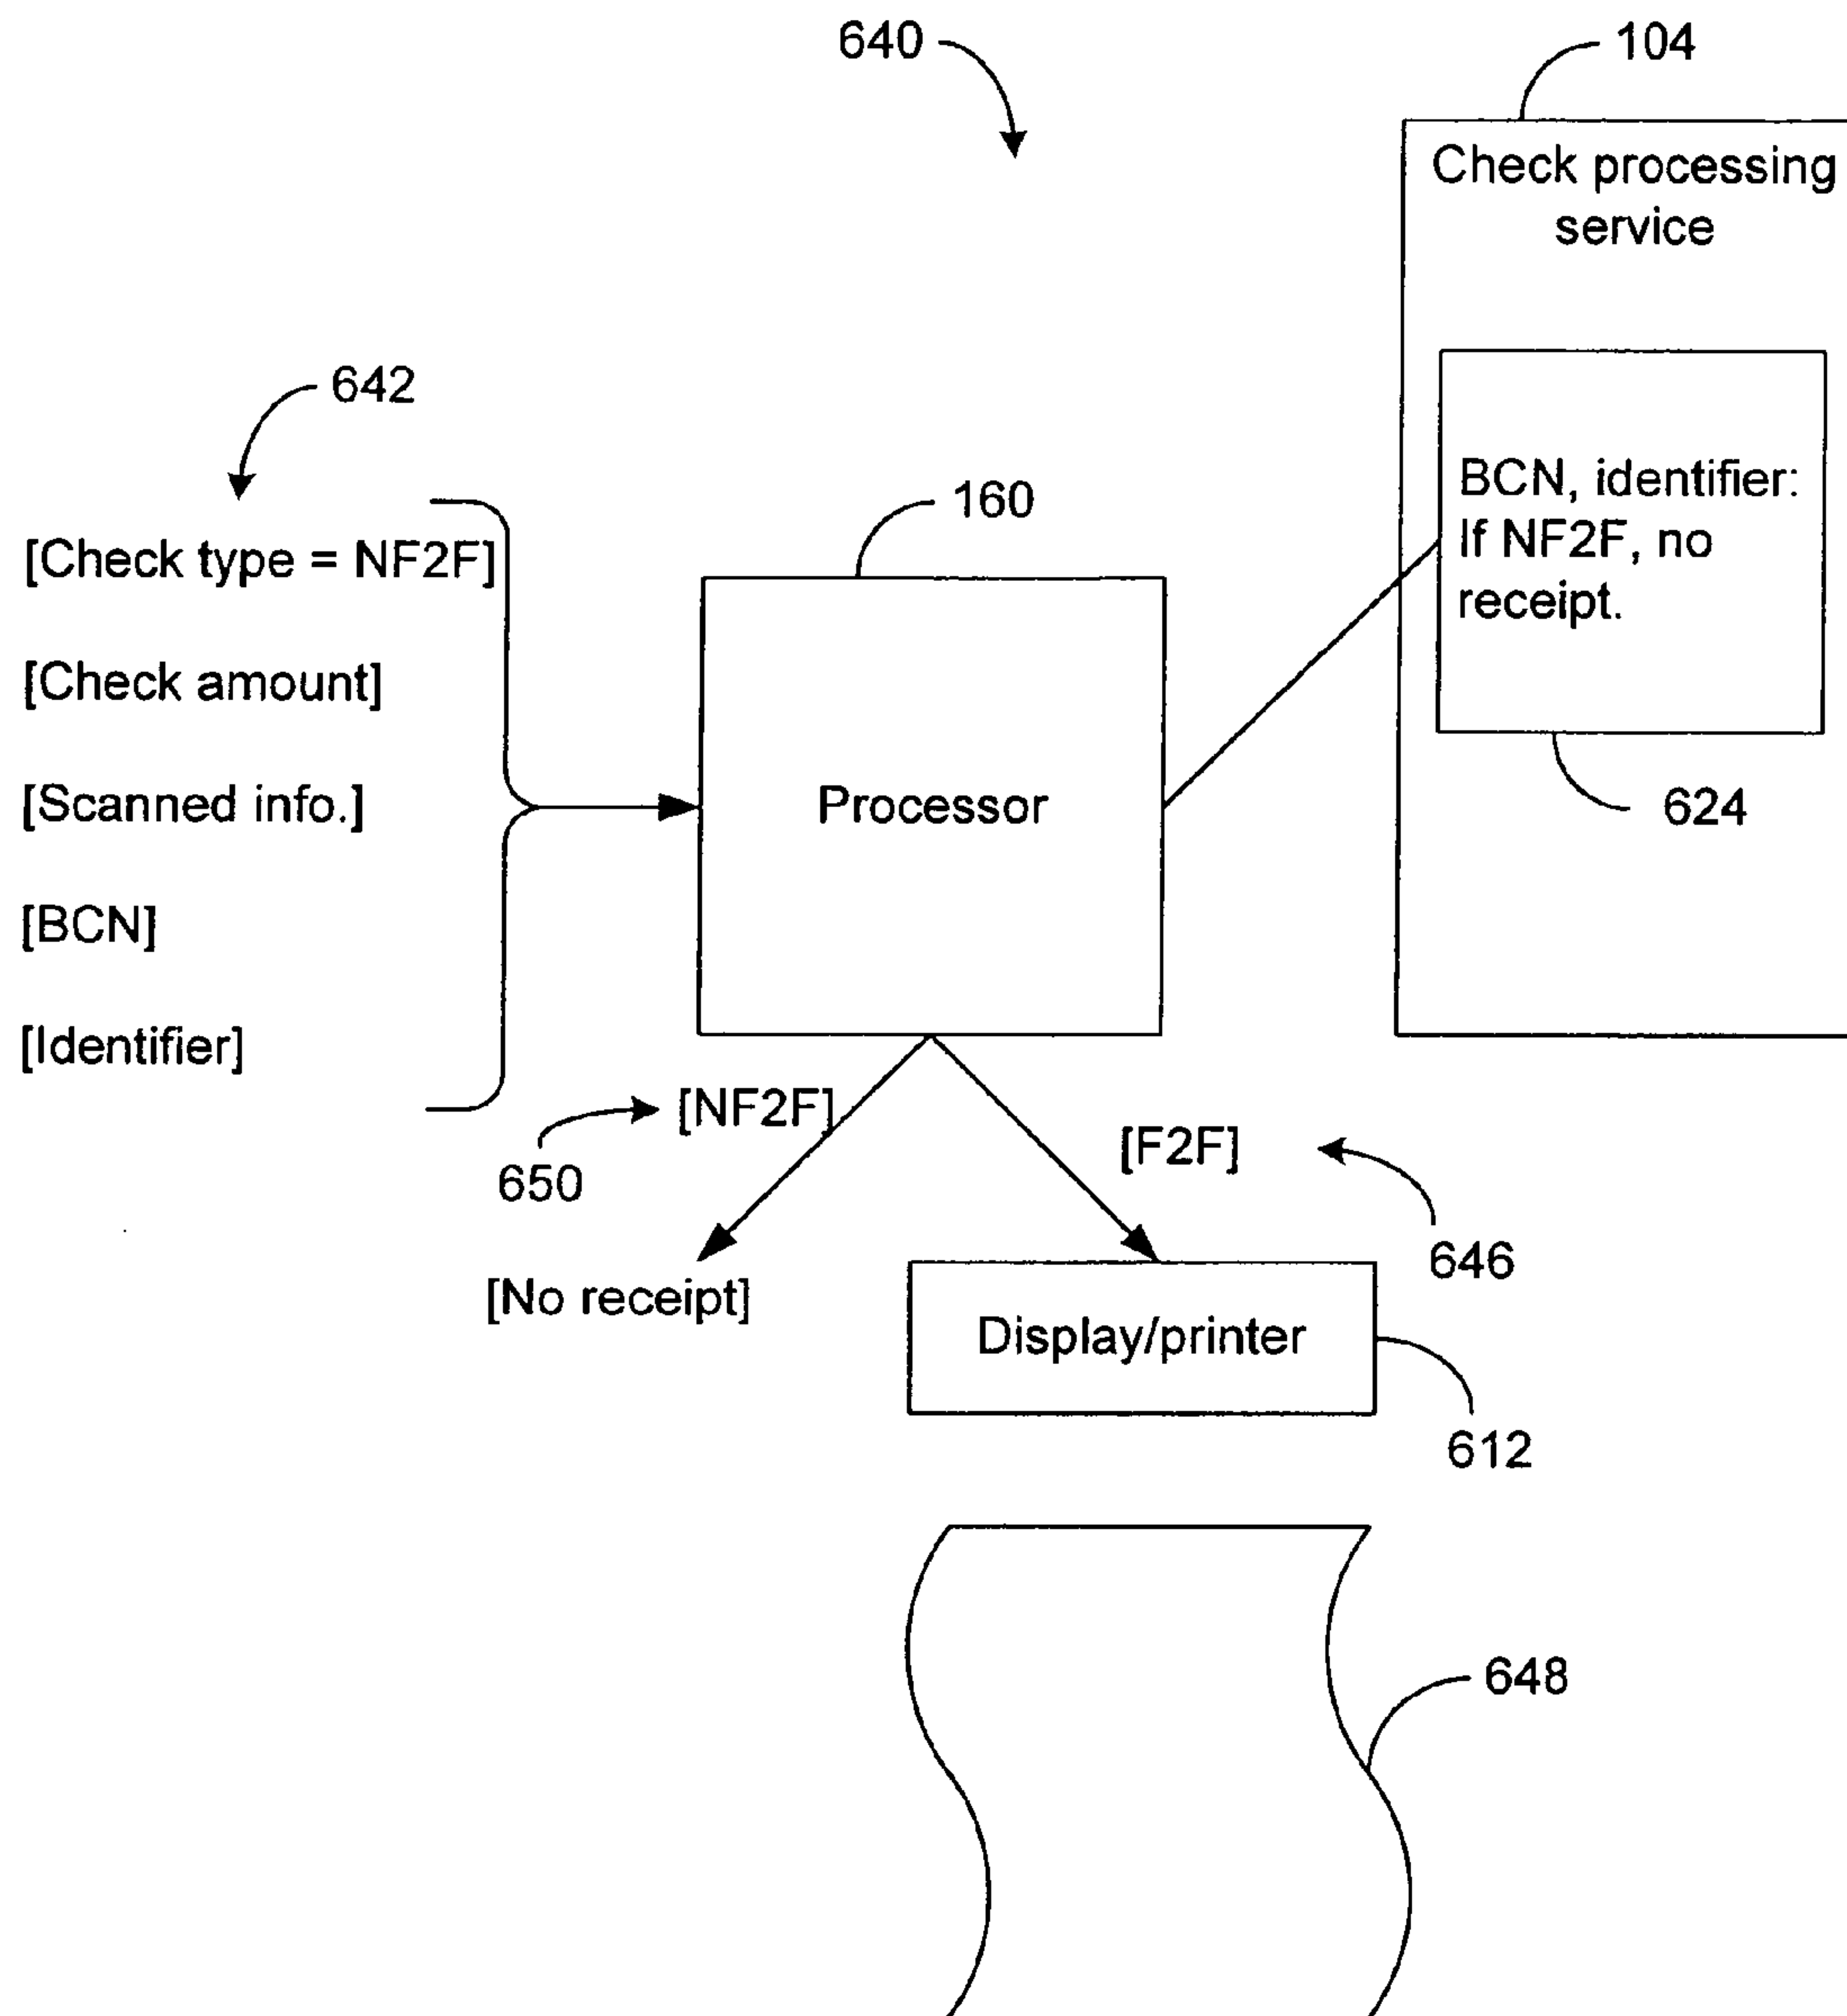 640
104
Check processing
service
642
160
BCN, identifier:
If NF2F, no
receipt.
624
[Check type = NF2F]
[Check amount]
[Scanned info.]
[BCN]
[Identifier]
Processor
[NF2F]
650
[F2F]
646
[No receipt]
Display/printer
612
648